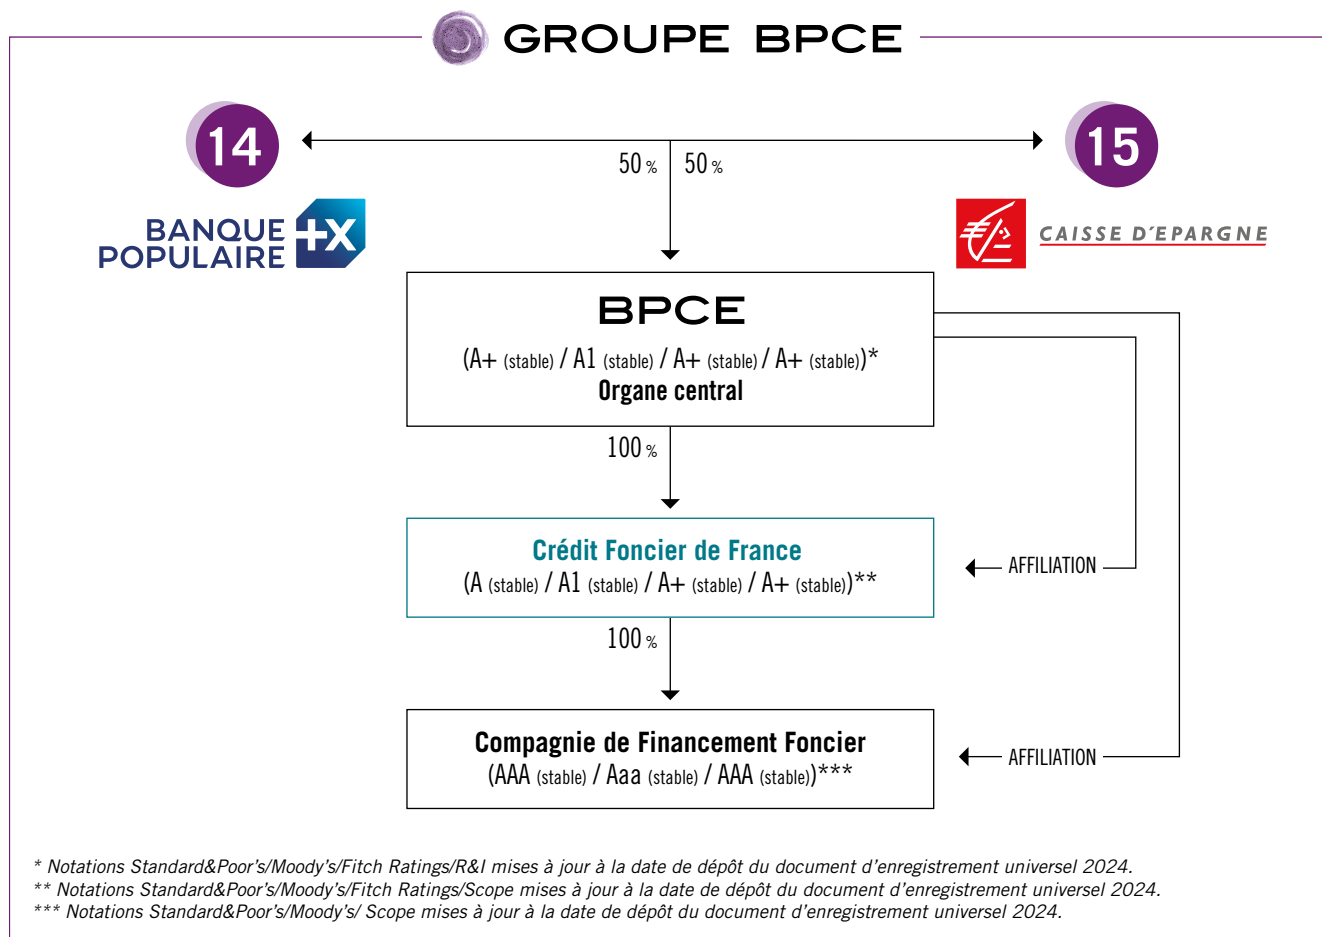 GROUPE BPCE
14
15
50 %
50 %
BANQUE
POPULAIRE
+X
CAISSE D'EPARGNE
BPCE
(A+ (stable) / A1 (stable) / A+ (stable) / A+ (stable))*
Organe central
100 %
Crédit Foncier de France
(A (stable) / A1 (stable) / A+ (stable) / A+ (stable))**
AFFILIATION
100 %
Compagnie de Financement Foncier
(AAA (stable) / Aaa (stable) / AAA (stable))***
AFFILIATION
* Notations Standard&Poor's/Moody's/Fitch Ratings/R&I mises à jour à la date de dépôt du document d'enregistrement universel 2024.
** Notations Standard&Poor's/Moody's/Fitch Ratings/Scope mises à jour à la date de dépôt du document d'enregistrement universel 2024.
*** Notations Standard&Poor's/Moody's/ Scope mises à jour à la date de dépôt du document d'enregistrement universel 2024.